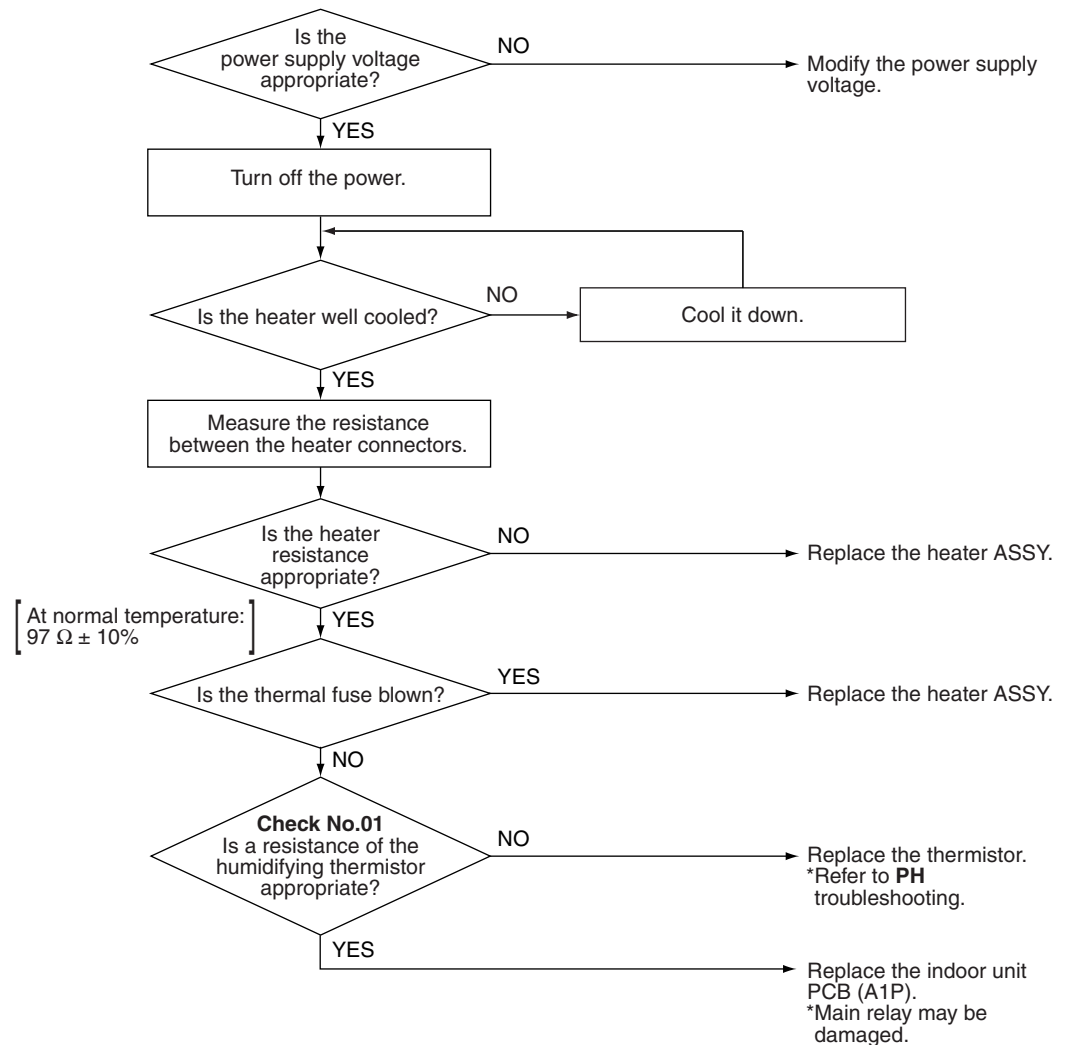 Is the
power supply voltage
appropriate?
NO
Modify the power supply
voltage.
YES
Turn off the power.
Is the heater well cooled?
NO
Cool it down.
YES
Measure the resistance
between the heater connectors.
Is the heater
resistance
appropriate?
NO
Replace the heater ASSY.
At normal temperature:
97 Ω ± 10%
YES
Is the thermal fuse blown?
YES
Replace the heater ASSY.
NO
Check No.01
Is a resistance of the
humidifying thermistor
appropriate?
NO
Replace the thermistor.
*Refer to PH
troubleshooting.
YES
Replace the indoor unit
PCB (A1P).
*Main relay may be
damaged.